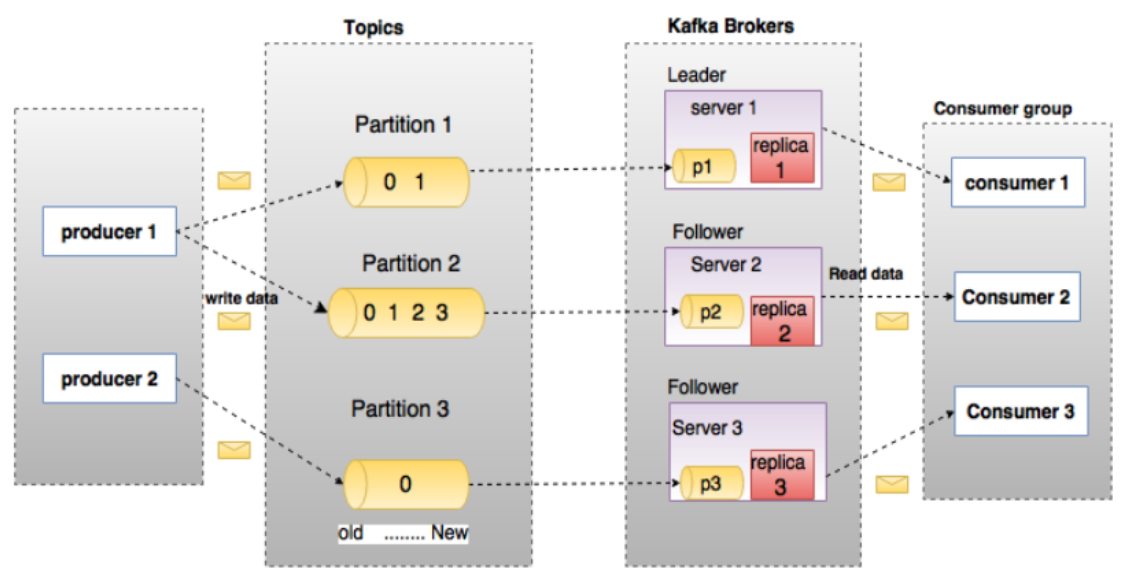 Topics
Kafka Brokers
Leader
server 1
Consumer group
Partition 1
replica
1
p1
0 1
consumer 1
producer 1
Follower
Partition 2
Server 2
Read data
write data
Consumer 2
0 1 2 3
p2
replica
2
producer 2
Follower
Partition 3
Server 3
Consumer 3
replica
3
0
p3
old ........ New